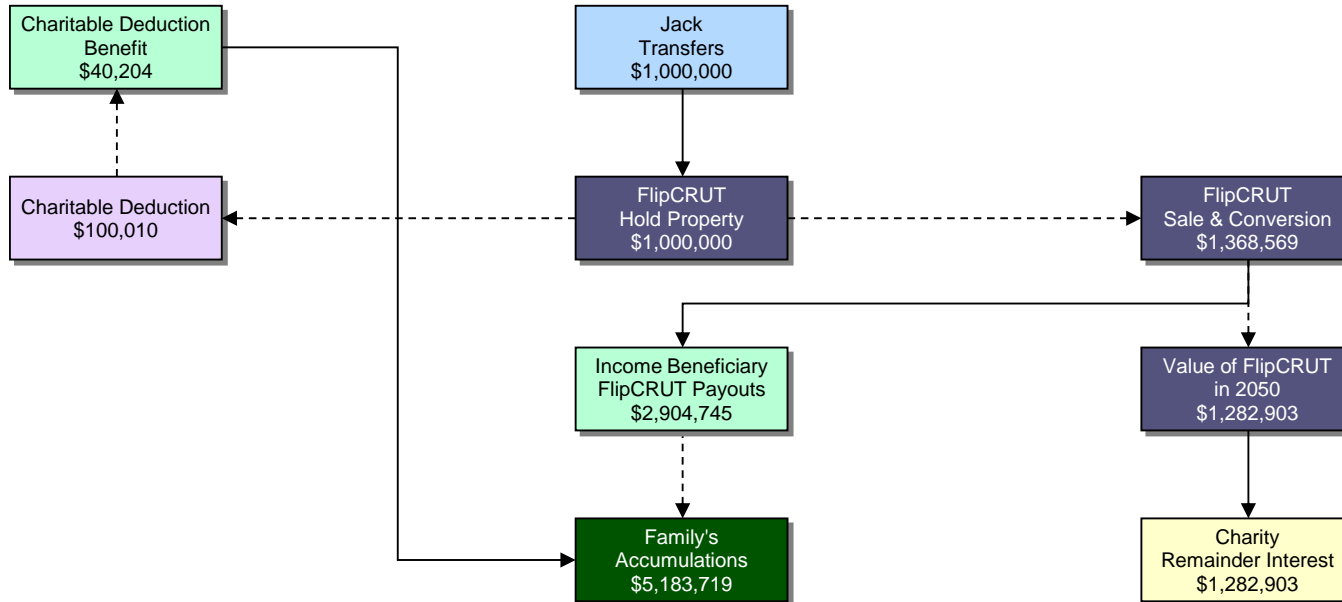 Charitable Deduction
Benefit
$40,204
Jack
Transfers
$1,000,000
Charitable Deduction
$100,010
FlipCRUT
Hold Property
$1,000,000
FlipCRUT
Sale & Conversion
$1,368,569
Income Beneficiary
FlipCRUT Payouts
$2,904,745
Value of FlipCRUT
in 2050
$1,282,903
Family's
Accumulations
$5,183,719
Charity
Remainder Interest
$1,282,903